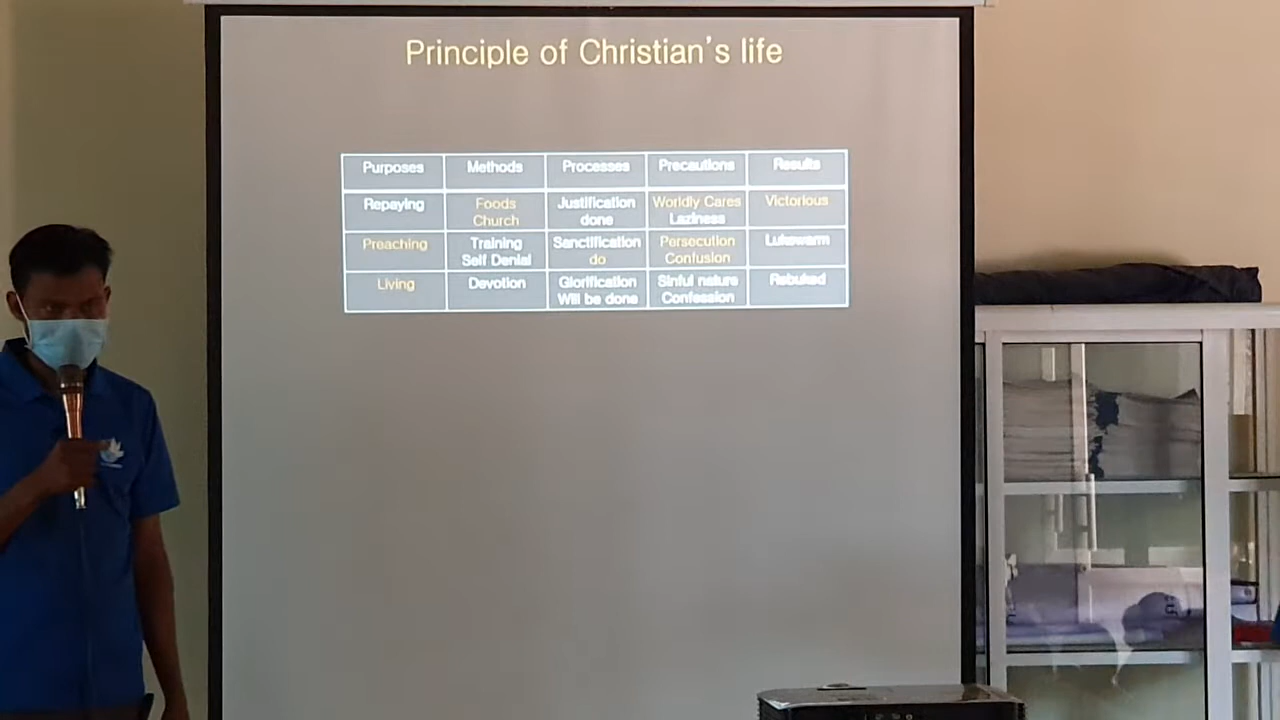 Principle of Christian's life
Purposes Methods Processes Precautions Results
Repaying Foods Church Justification done Worldly Cares Laziness Victorious
Preaching Training Self Denial Sanctification do Persecution Confusion Lukewarm
Living Devotion Glorification Will be done Sinful nature Confession Rebuked